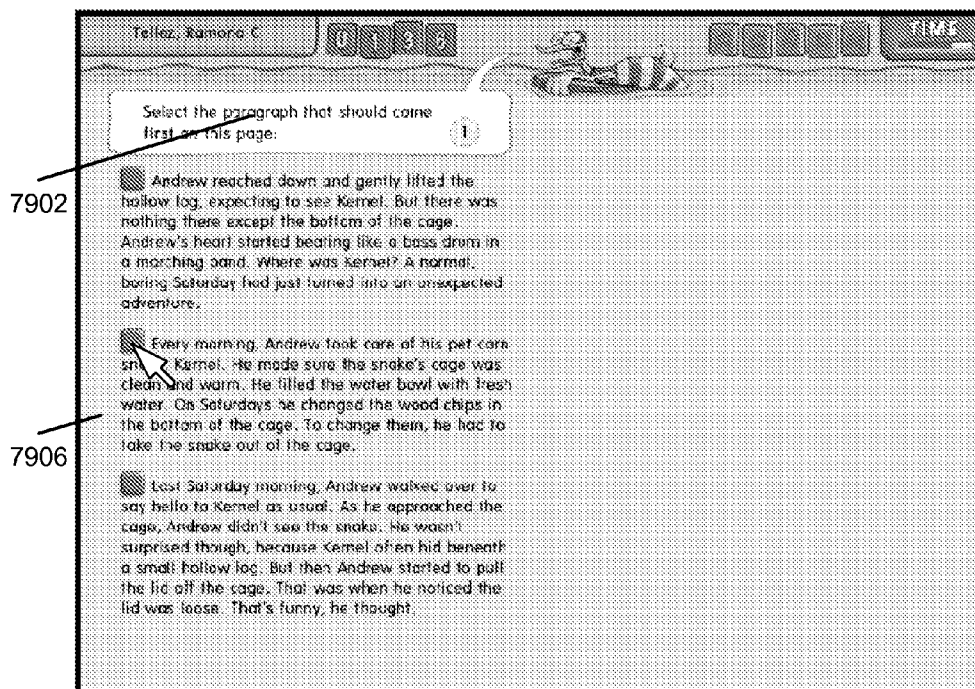 Tellez, Ramona C
0 1 3 6
TIME
Select the paragraph that should come
first on this page:
1
7902
Andrew reached down and gently lifted the
hollow log, expecting to see Kernel. But there was
nothing there except the bottom of the cage.
Andrew's heart started beating like a bass drum in
a marching band. Where was Kernel? A normal,
boring Saturday had just turned into an unexpected
adventure.
Every morning, Andrew took care of his pet corn
snake Kernel. He made sure the snake's cage was
clean and warm. He filled the water bowl with fresh
water. On Saturdays he changed the wood chips in
the bottom of the cage. To change them, he had to
take the snake out of the cage.
7906
Last Saturday morning, Andrew walked over to
say hello to Kernel as usual. As he approached the
cage, Andrew didn't see the snake. He wasn't
surprised though, because Kernel often hid beneath
a small hollow log. But then Andrew started to pull
the lid off the cage. That was when he noticed the
lid was loose. That's funny, he thought.